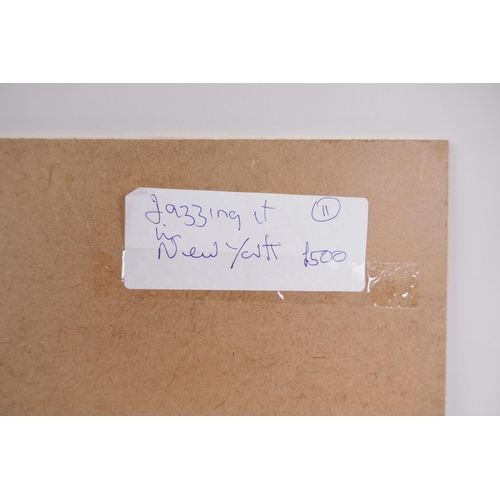 Jazzing it 11
in
New York £500